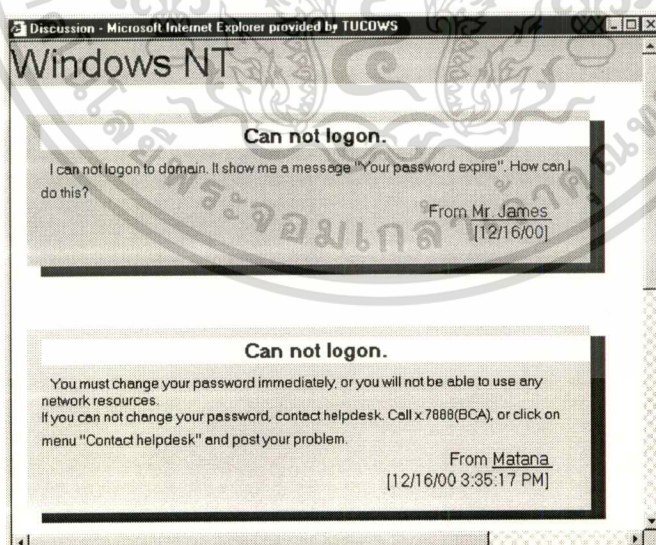 Discussion - Microsoft Internet Explorer provided by TUCOWS
Windows NT
Can not logon.
I can not logon to domain. It show me a message "Your password expire". How can I
do this?
From Mr. James
[12/16/00]
Can not logon.
You must change your password immediately, or you will not be able to use any
network resources.
If you can not change your password, contact helpdesk. Call x.7888(BCA), or click on
menu "Contact helpdesk" and post your problem.
From Matana
[12/16/00 3:35:17 PM]